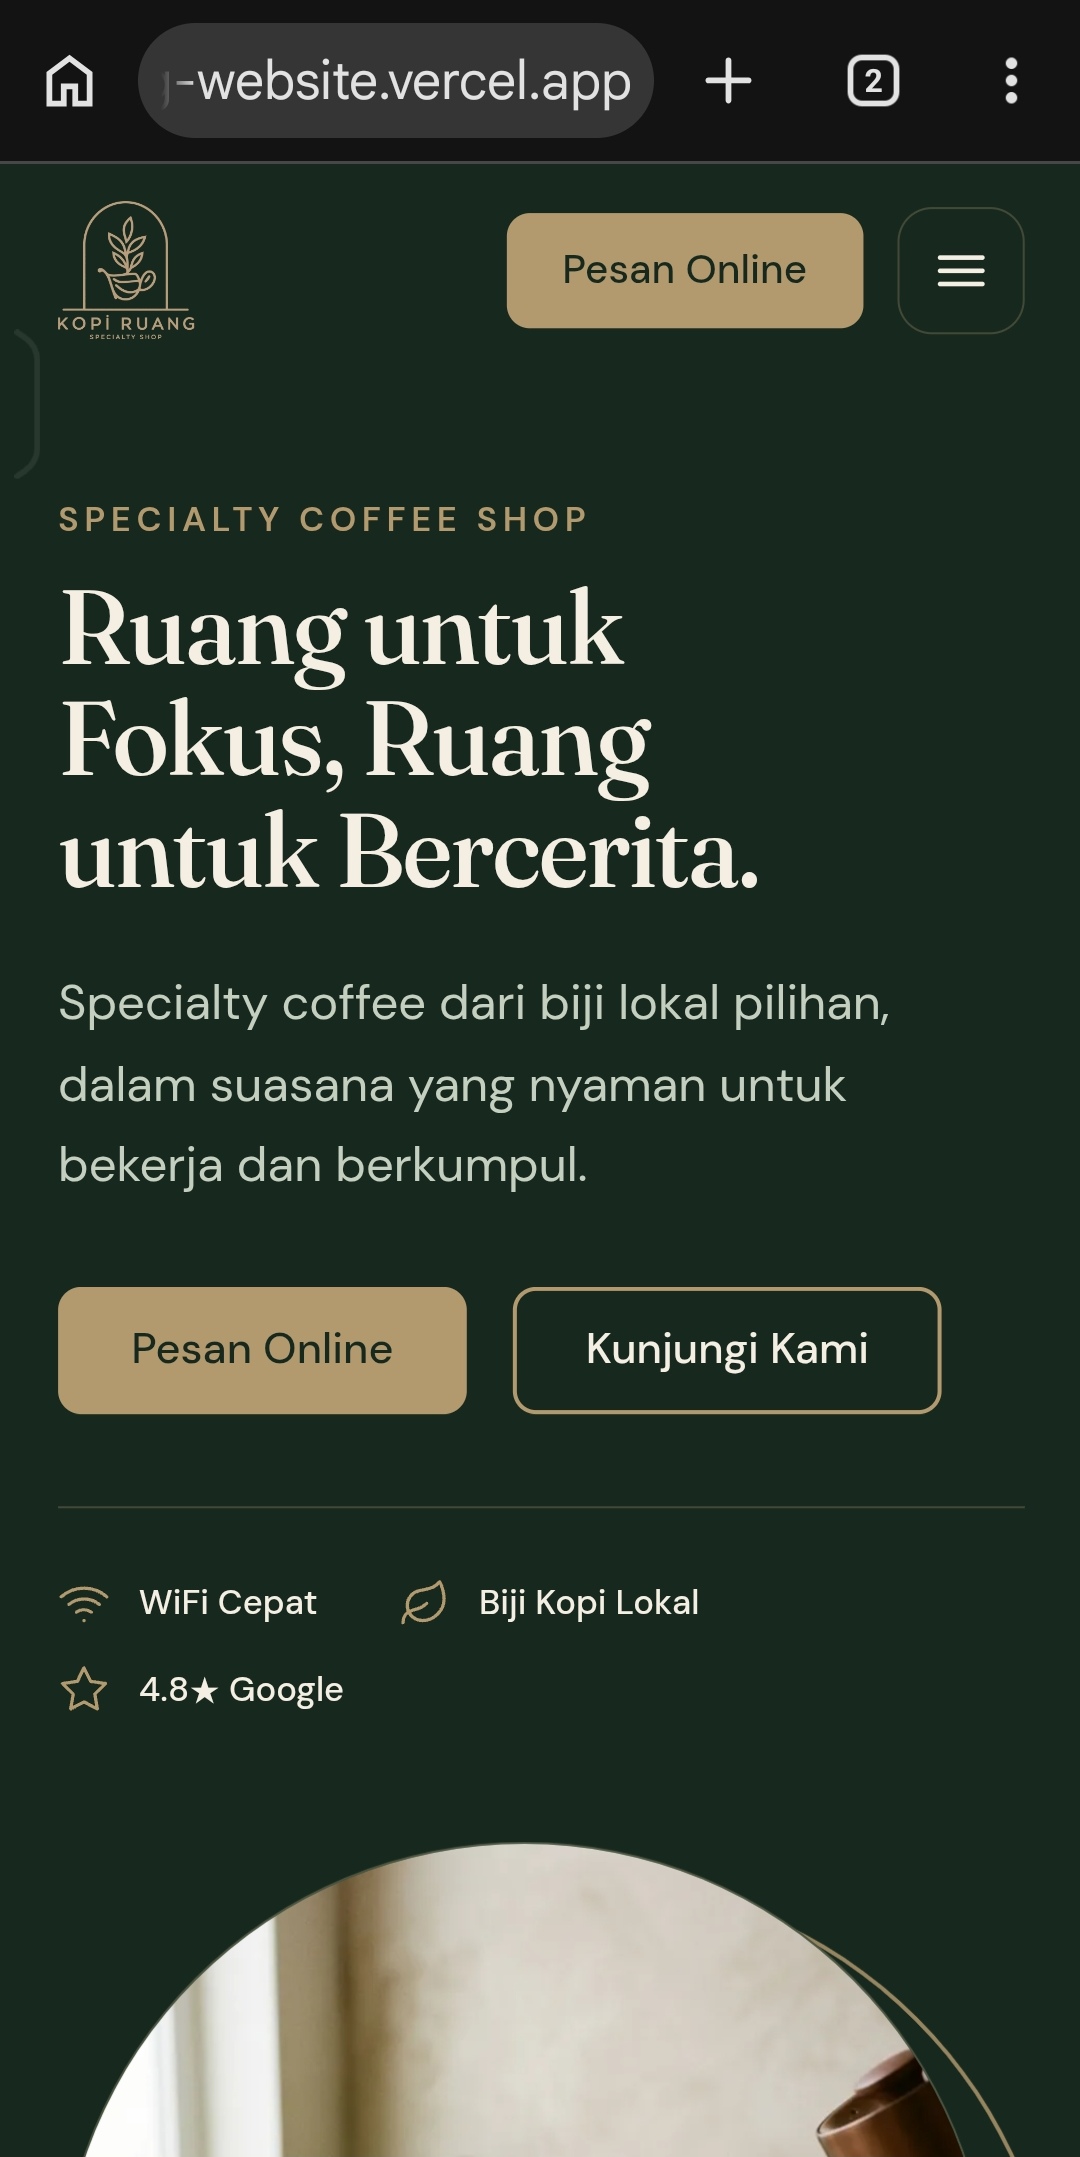 -website.vercel.app
2
KOPI RUANG
SPECIALTY SHOP
Pesan Online
SPECIALTY COFFEE SHOP
Ruang untuk
Fokus, Ruang
untuk Bercerita.
Specialty coffee dari biji lokal pilihan,
dalam suasana yang nyaman untuk
bekerja dan berkumpul.
Pesan Online
Kunjungi Kami
WiFi Cepat
Biji Kopi Lokal
4.8★ Google